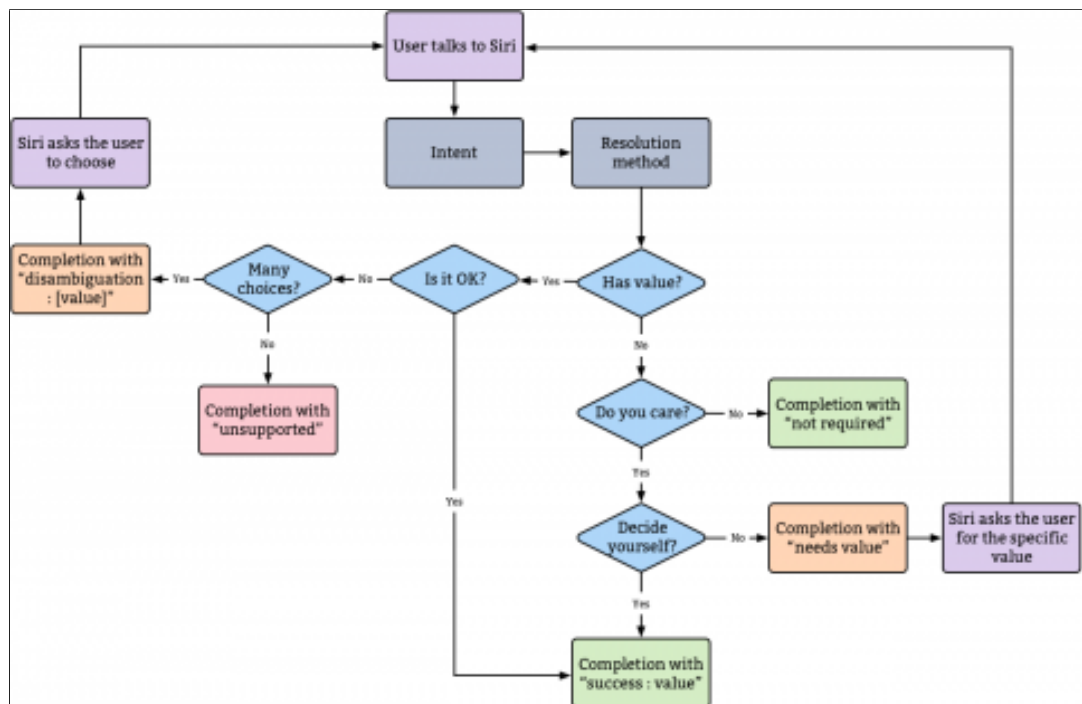 User talks to Siri
Siri asks the user
to choose
Intent
Resolution
method
Completion with
“disambiguation
: [value]”
Yes
Many
choices?
No
Is it OK?
Yes
Has value?
No
No
Completion with
“unsupported”
Do you care?
No
Completion with
“not required”
Yes
Yes
Decide
yourself?
No
Completion with
“needs value”
Siri asks the user
for the specific
value
Yes
Completion with
“success : value”